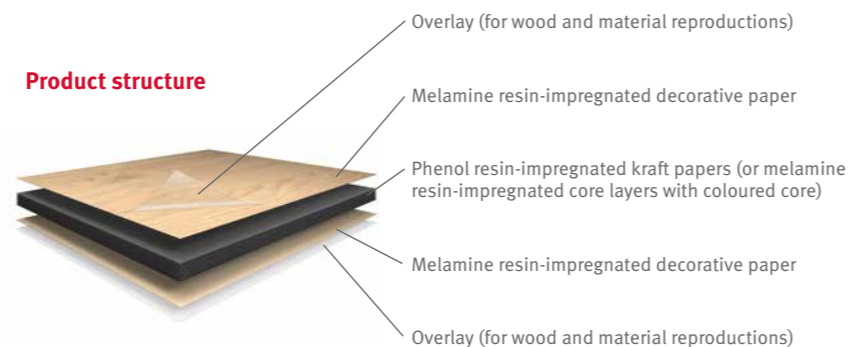 Overlay (for wood and material reproductions)
Product structure
Melamine resin-impregnated decorative paper
Phenol resin-impregnated kraft papers (or melamine
resin-impregnated core layers with coloured core)
Melamine resin-impregnated decorative paper
Overlay (for wood and material reproductions)